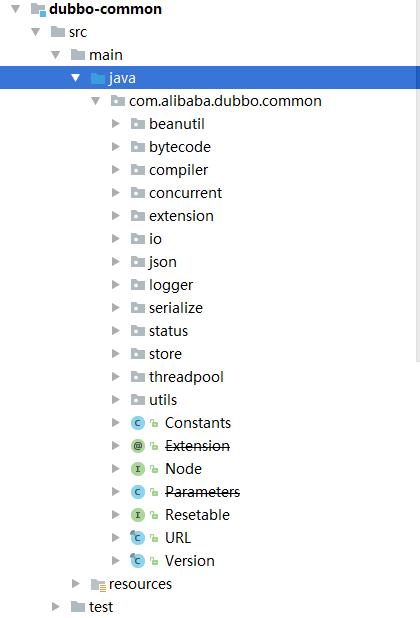 dubbo-common
src
main
java
com.alibaba.dubbo.common
beanutil
bytecode
compiler
concurrent
extension
io
json
logger
serialize
status
store
threadpool
utils
C Constants
@ Extension
I Node
C Parameters
I Resetable
C URL
C Version
resources
test